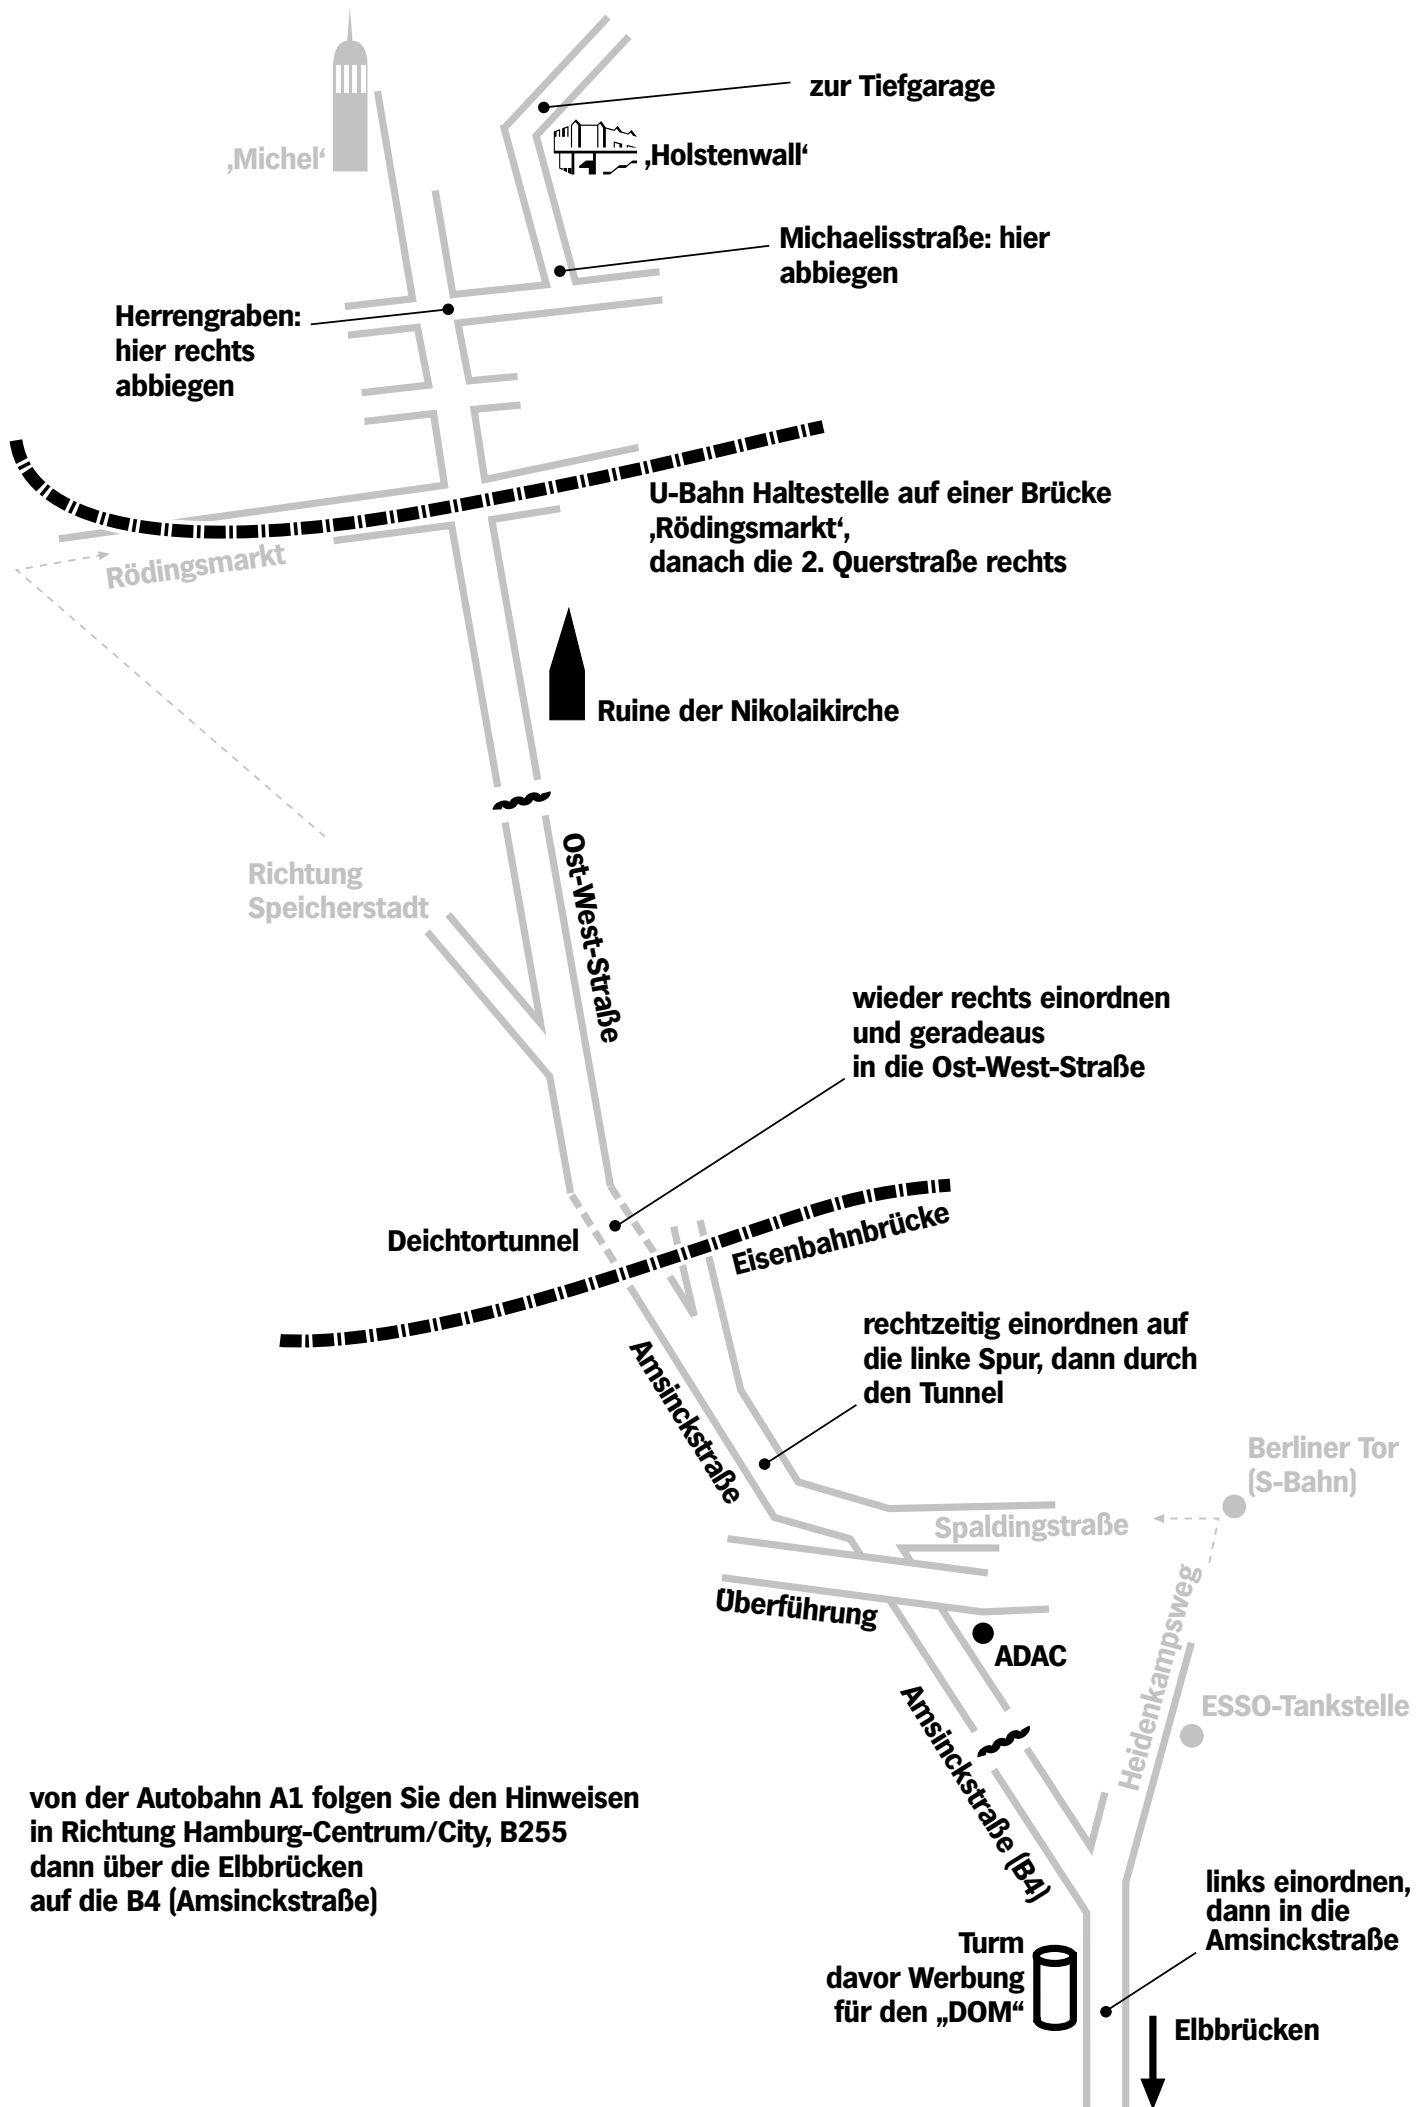 zur Tiefgarage
‚Michel‘
‚Holstenwall‘
Michaelisstraße: hier
abbiegen
Herrengraben:
hier rechts
abbiegen
U-Bahn Haltestelle auf einer Brücke
‚Rödingsmarkt‘,
danach die 2. Querstraße rechts
Rödingsmarkt
Ruine der Nikolaikirche
Ost-West-Straße
Richtung
Speicherstadt
wieder rechts einordnen
und geradeaus
in die Ost-West-Straße
Deichtortunnel
Eisenbahnbrücke
rechtzeitig einordnen auf
die linke Spur, dann durch
den Tunnel
Amsinckstraße
Berliner Tor
(S-Bahn)
Spaldingstraße
Überführung
ADAC
Heidenkampsweg
ESSO-Tankstelle
Amsinckstraße (B4)
von der Autobahn A1 folgen Sie den Hinweisen
in Richtung Hamburg-Centrum/City, B255
dann über die Elbbrücken
auf die B4 (Amsinckstraße)
links einordnen,
dann in die
Amsinckstraße
Turm
davor Werbung
für den „DOM“
Elbbrücken